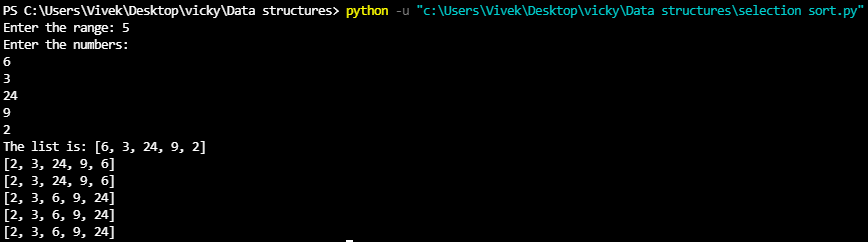 PS C:\Users\Vivek\Desktop\vicky\Data structures> python -u "c:\Users\Vivek\Desktop\vicky\Data structures\selection sort.py"
Enter the range: 5
Enter the numbers:
6
3
24
9
2
The list is: [6, 3, 24, 9, 2]
[2, 3, 24, 9, 6]
[2, 3, 24, 9, 6]
[2, 3, 6, 9, 24]
[2, 3, 6, 9, 24]
[2, 3, 6, 9, 24]